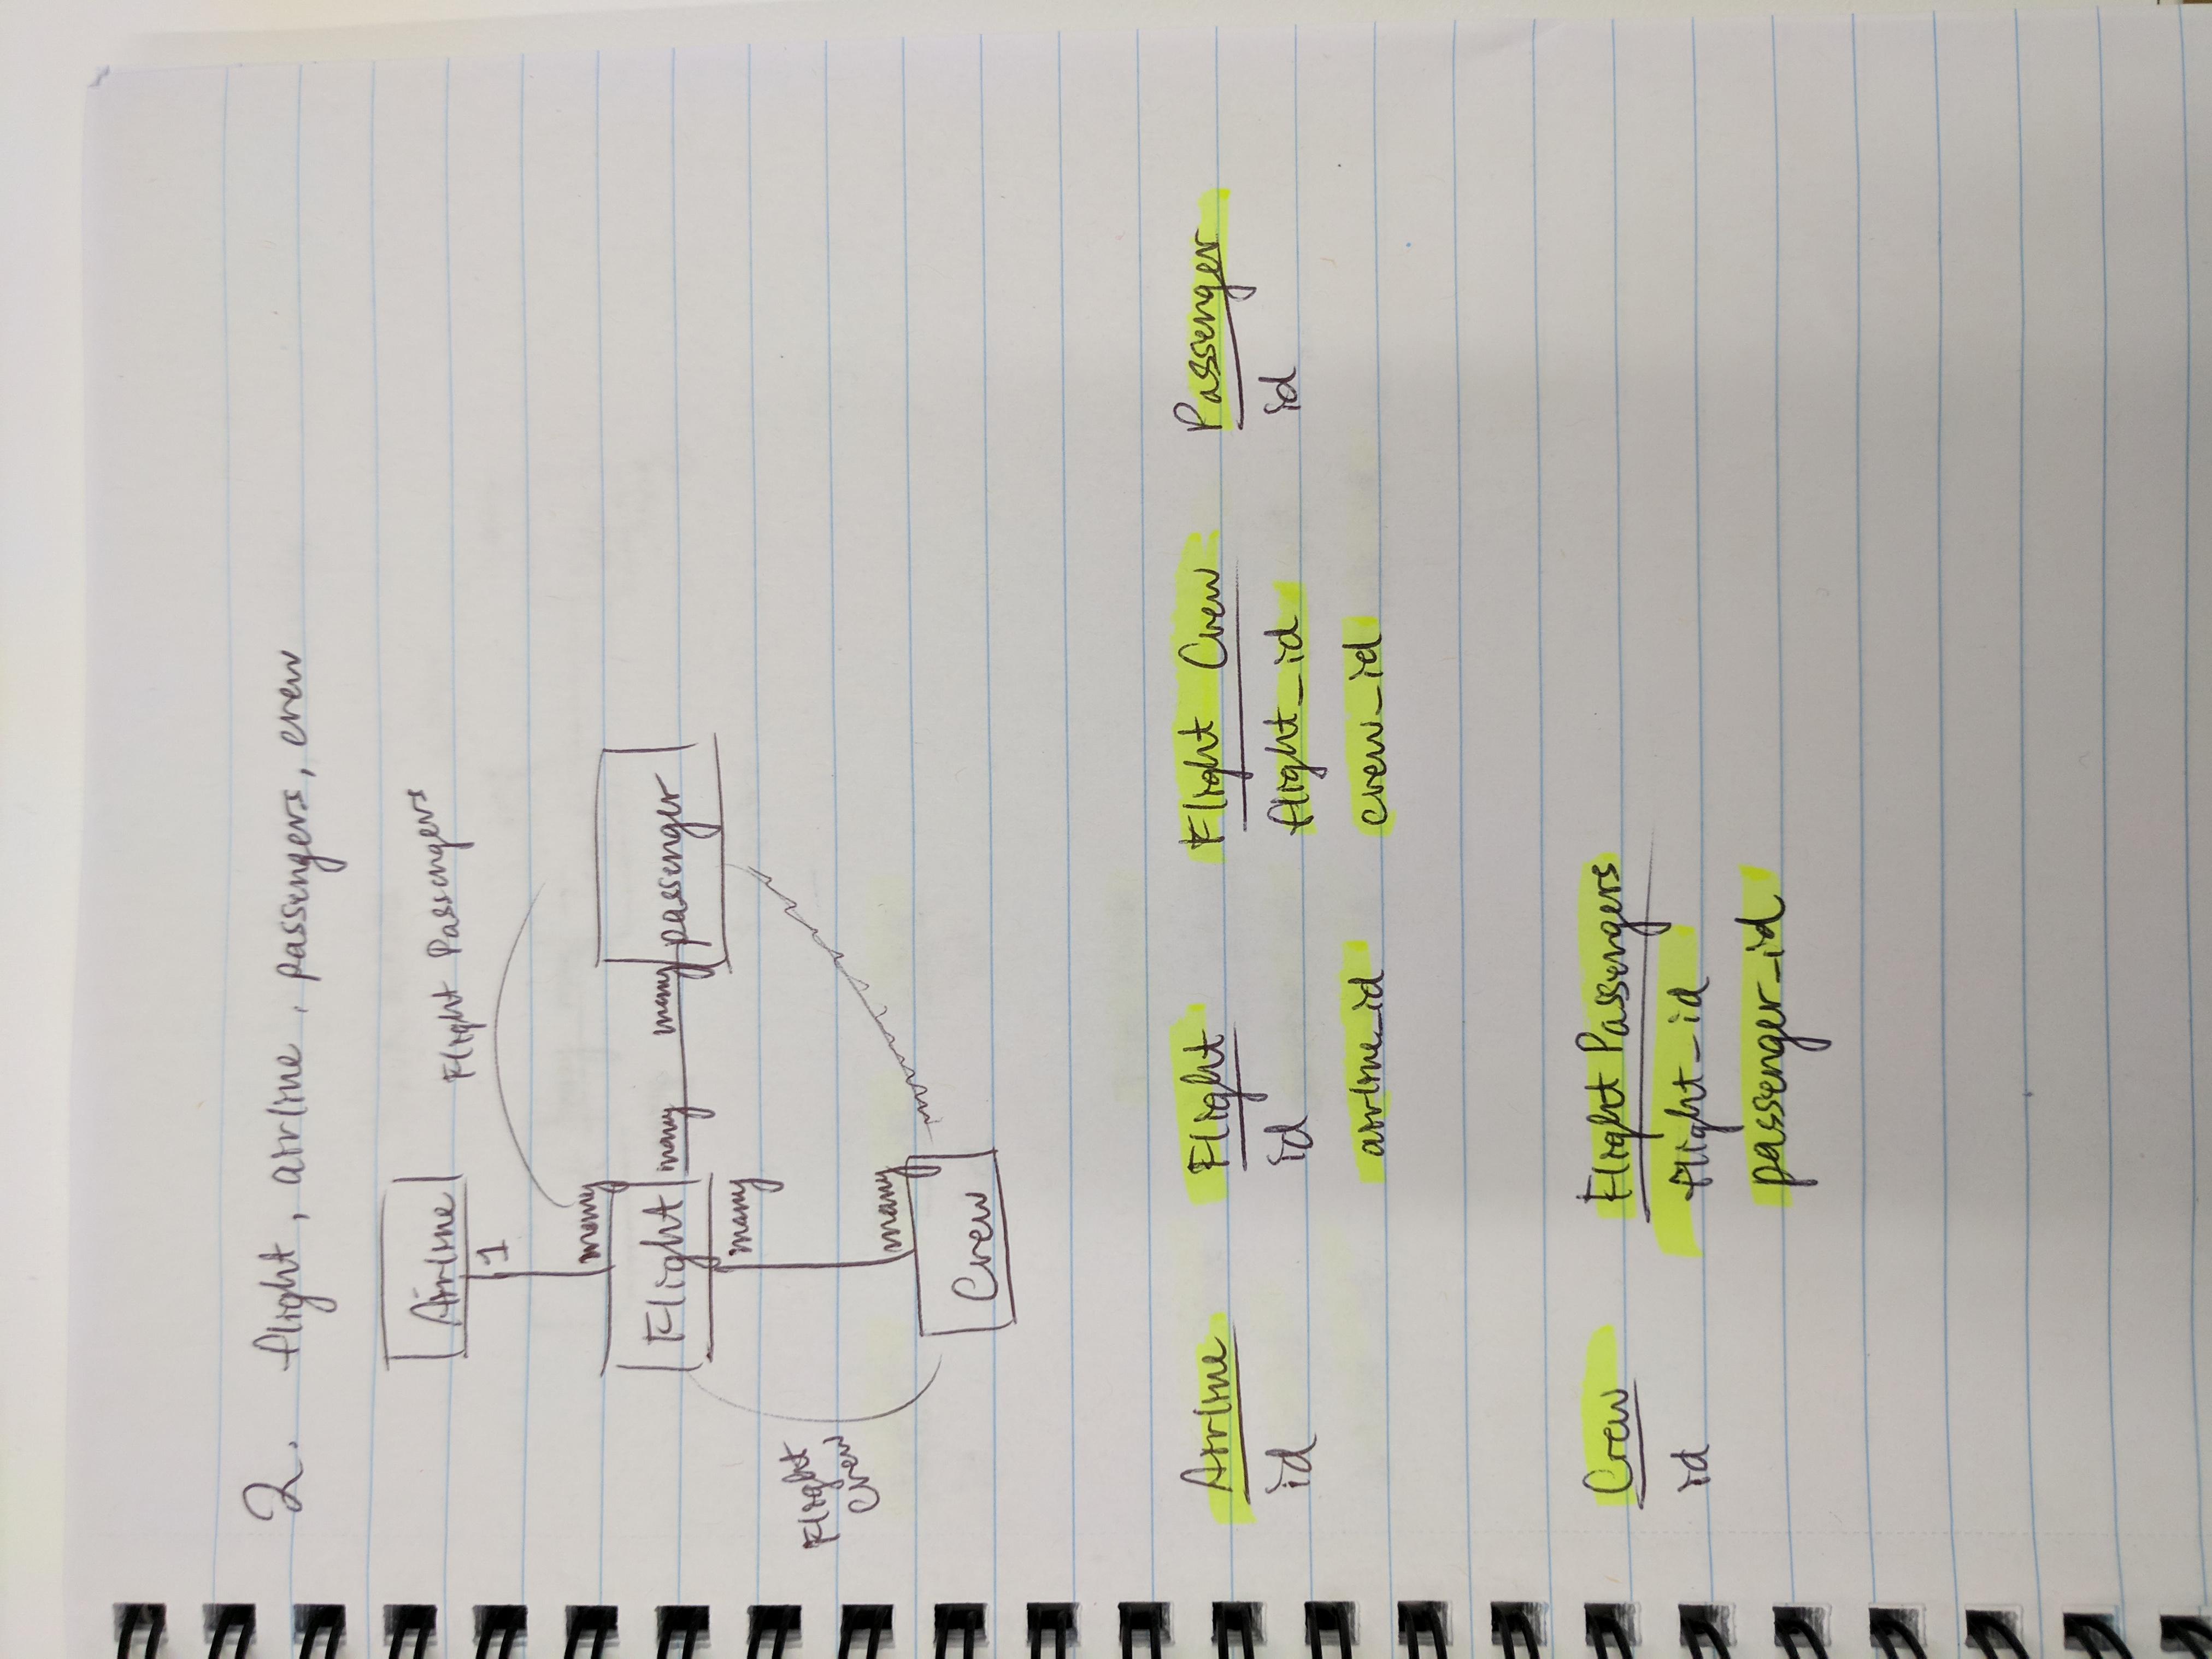 2. flight, airline, passengers, crew
Flight Passengers
Airline
1
many
Flight
many many
passenger
many
Flight
Crew
many
Crew
Airline Flight Flight Crew Passenger
id id flight_id id
airline_id crew_id
Crew Flight Passengers
id flight_id
passenger_id